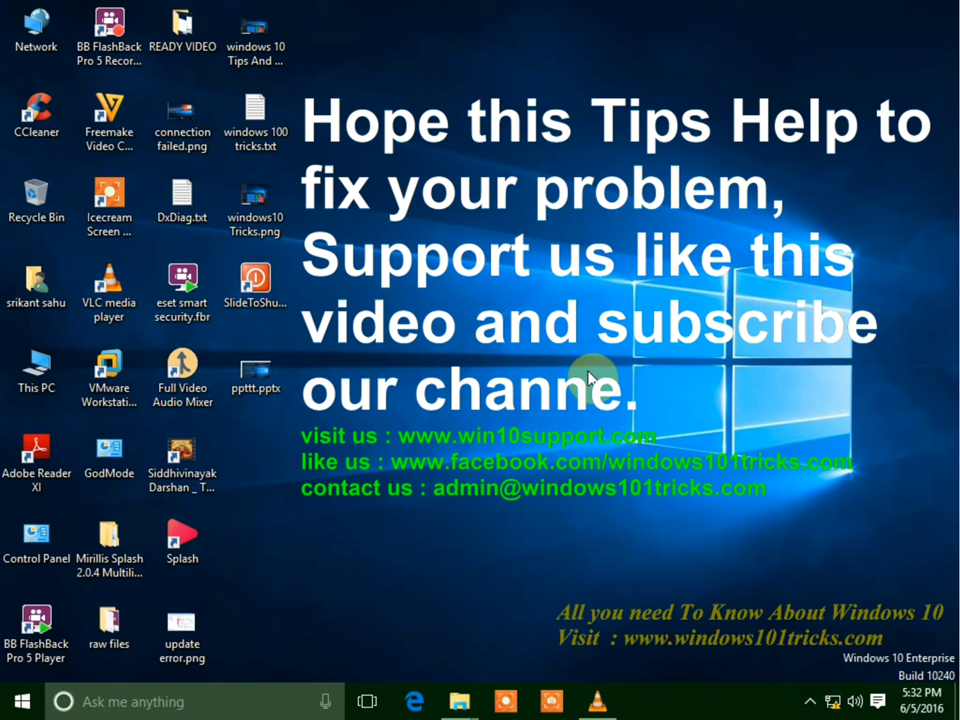 Network
BB FlashBack
Pro 5 Recor...
READY VIDEO
windows 10
Tips And ...
CCleaner
Freemake
Video C...
connection
failed.png
windows 100
tricks.txt
Recycle Bin
Icecream
Screen ...
DxDiag.txt
windows10
Tricks.png
srikant sahu
VLC media
player
eset smart
security.fbr
SlideToShu...
This PC
VMware
Workstati...
Full Video
Audio Mixer
ppttt.pptx
Adobe Reader
XI
GodMode
Siddhivinayak
Darshan _ T...
Control Panel
Mirillis Splash
2.0.4 Multili...
Splash
BB FlashBack
Pro 5 Player
raw files
update
error.png
Hope this Tips Help to
fix your problem,
Support us like this
video and subscribe
our channe.
visit us : www.win10support.com
like us : www.facebook.com/windows101tricks.com
contact us : admin@windows101tricks.com
All you need To Know About Windows 10
Visit : www.windows101tricks.com
Windows 10 Enterprise
Build 10240
Ask me anything
5:32 PM
6/5/2016